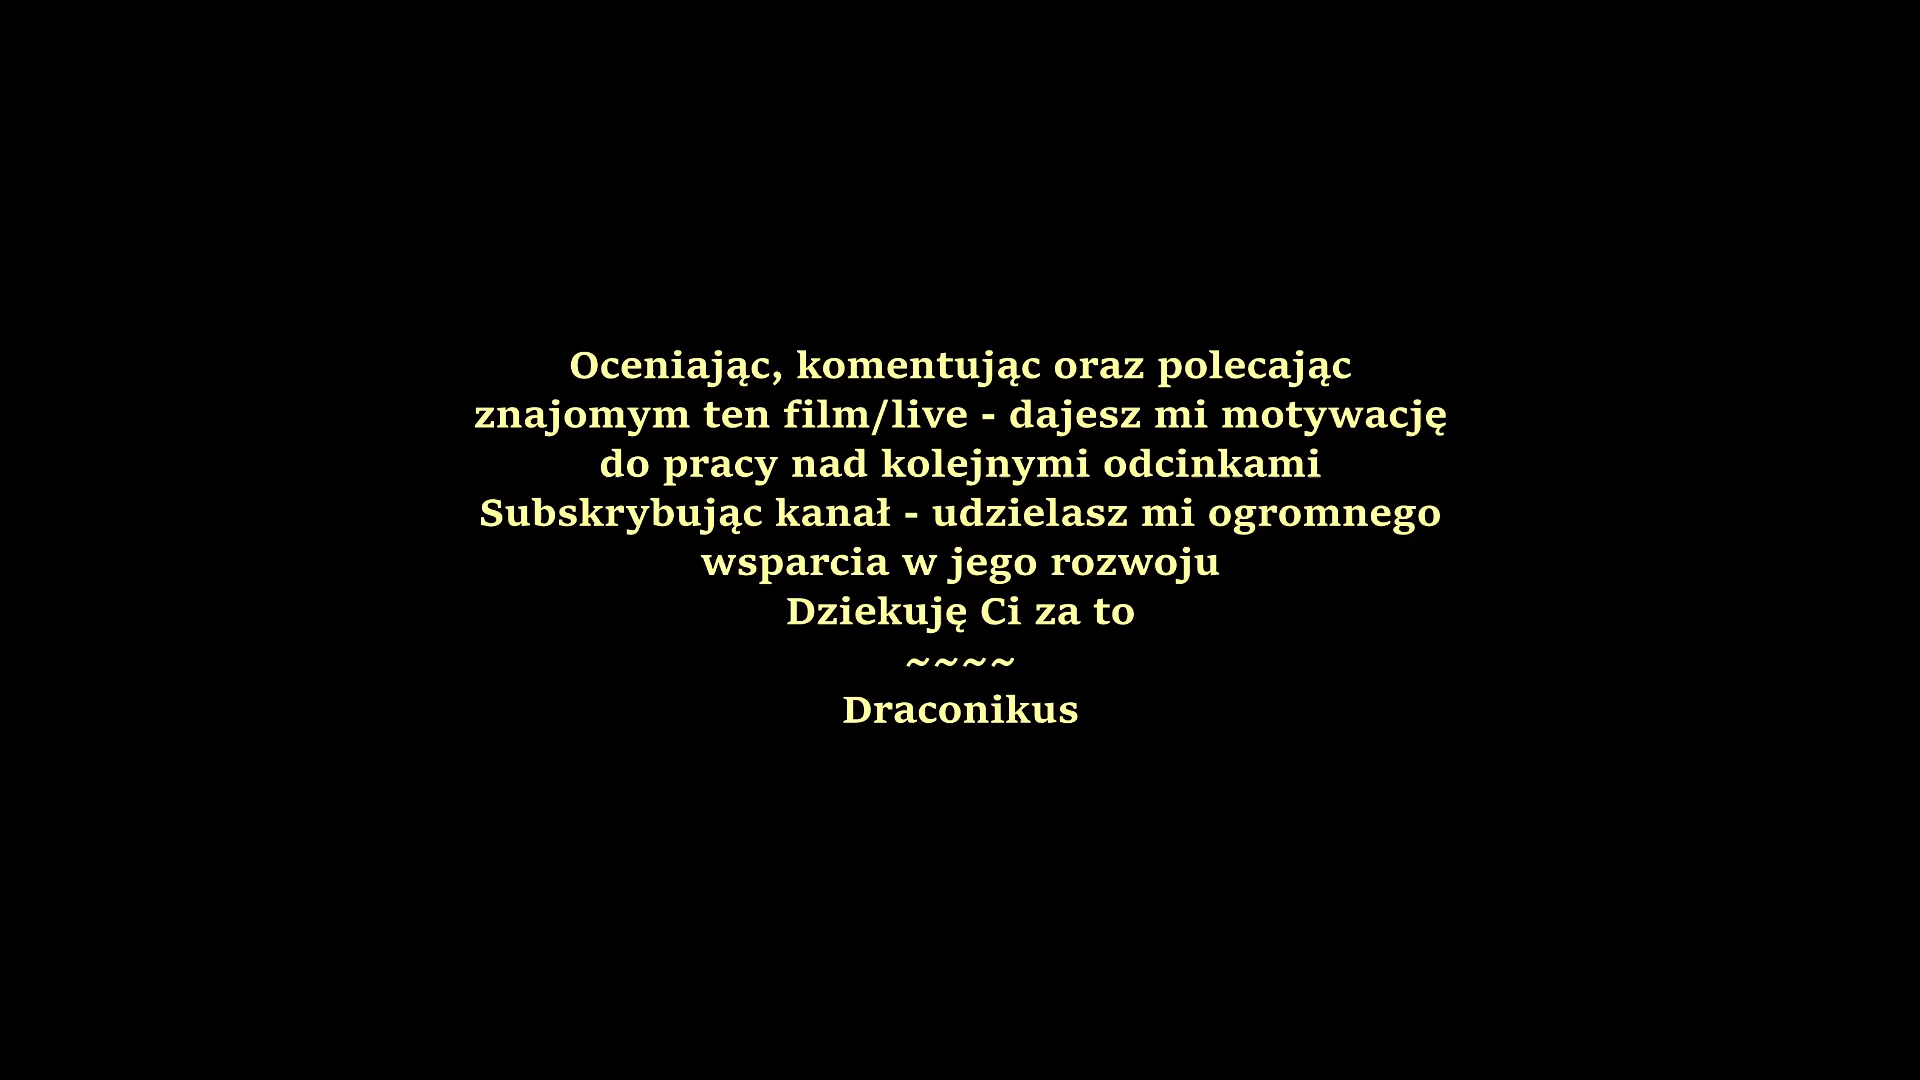 Oceniając, komentując oraz polecając
znajomym ten film/live - dajesz mi motywację
do pracy nad kolejnymi odcinkami
Subskrybując kanał - udzielasz mi ogromnego
wsparcia w jego rozwoju
Dziekuję Ci za to
~~~~
Draconikus